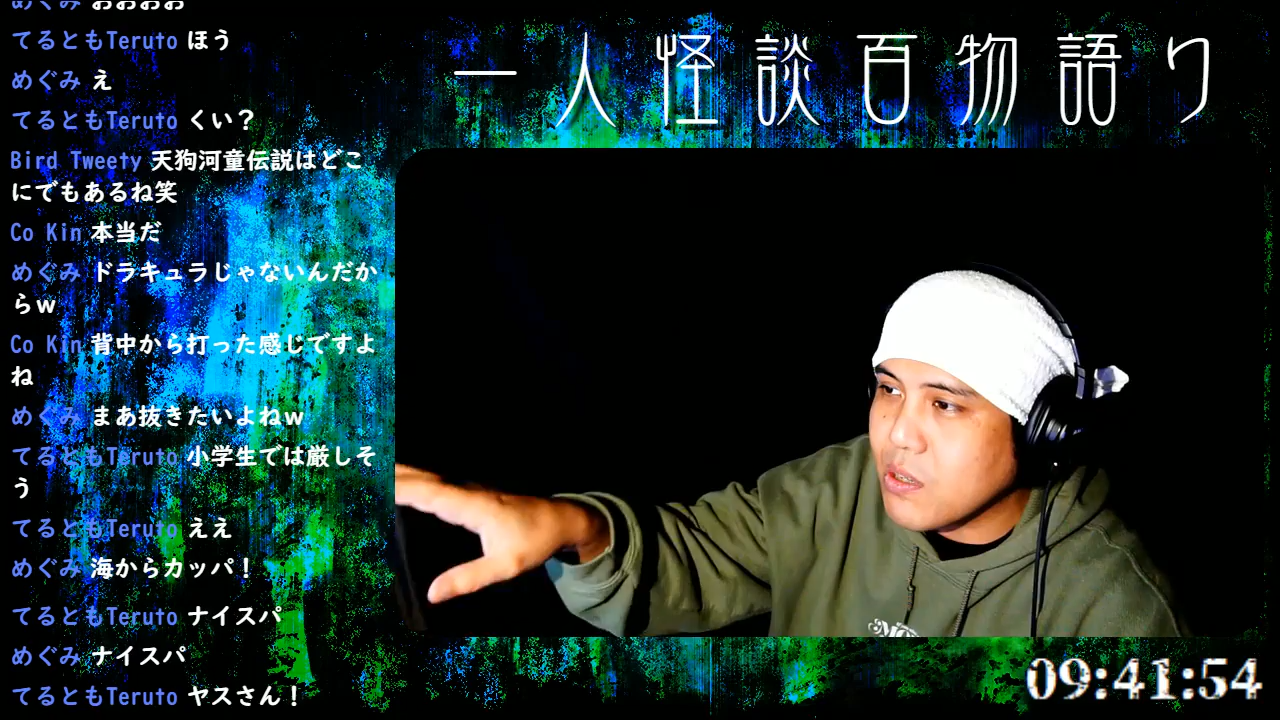 めぐみ おおおお
てるともTeruto ほう
めぐみ え
てるともTeruto くい？
Bird Tweety 天狗河童伝説はどこ
にでもあるね笑
Co Kin 本当だ
めぐみ ドラキュラじゃないんだか
らw
Co Kin 背中から打った感じですよ
ね
めぐみ まあ抜きたいよねw
てるともTeruto 小学生では厳しそ
う
てるともTeruto ええ
めぐみ 海からカッパ！
てるともTeruto ナイスパ
めぐみ ナイスパ
てるともTeruto ヤスさん！
一人怪談百物語り
09:41:54